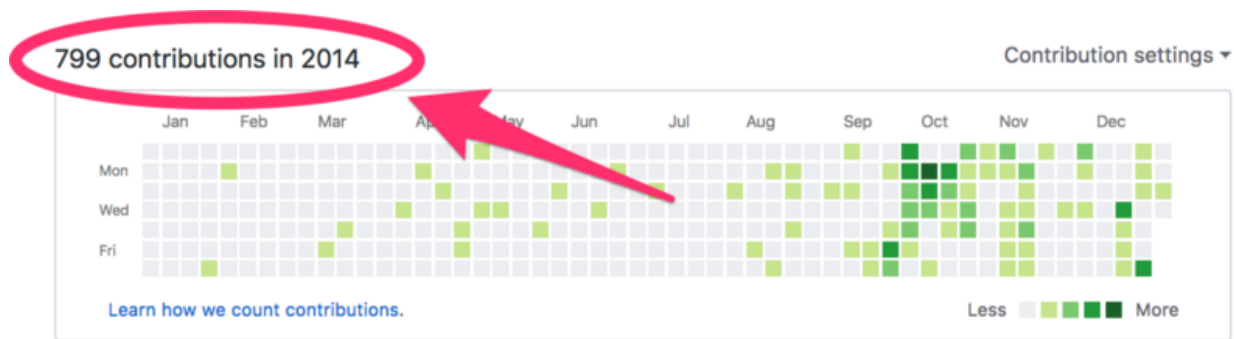 799 contributions in 2014
Contribution settings
Jan Feb Mar Jun Jul Aug Sep Oct Nov Dec
Mon
Wed
Fri
Learn how we count contributions.
Less More